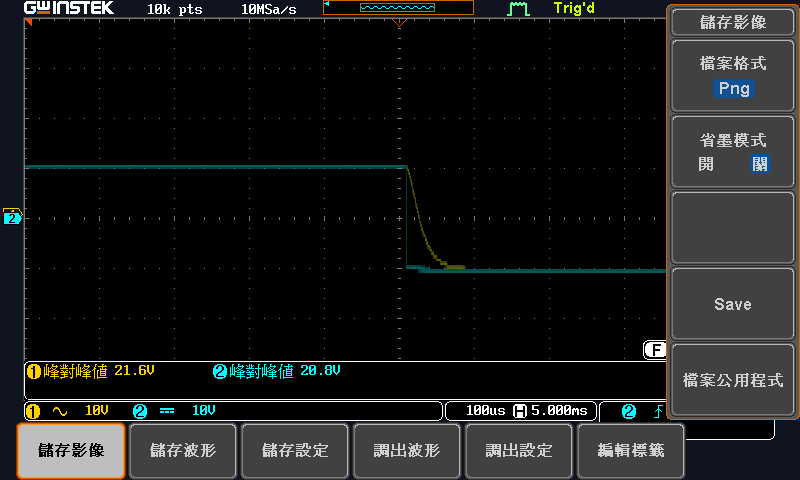 GWINSTEK 10k pts 10MSa/s Trig'd
儲存影像
檔案格式
Png
省墨模式
開 關
2
Save
F
1 峰對峰值 21.6V 2 峰對峰值 20.8V
檔案公用程式
1 10V 2 10V 100us H 5.000ms 2
儲存影像 儲存波形 儲存設定 調出波形 調出設定 編輯標籤